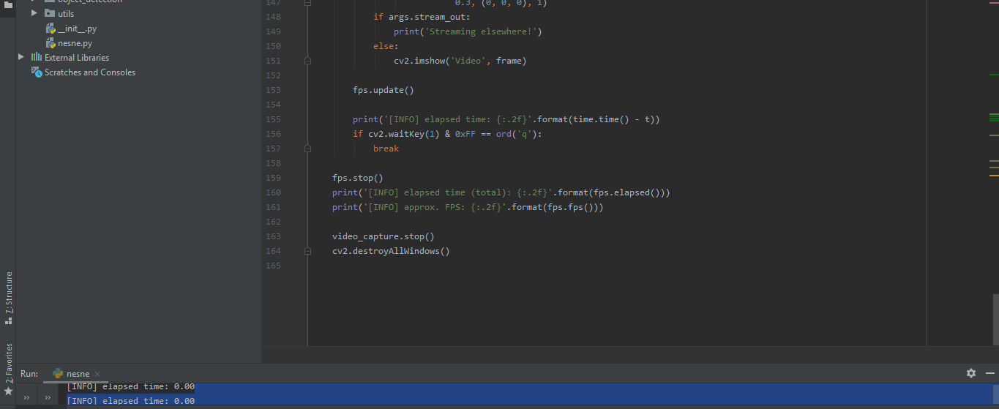 object_detection
utils
__init__.py
nesne.py
External Libraries
Scratches and Consoles
147 0.3, (0, 0, 0), 1)
148 if args.stream_out:
149 print('Streaming elsewhere!')
150 else:
151 cv2.imshow('Video', frame)
152
153 fps.update()
154
155 print('[INFO] elapsed time: {:.2f}'.format(time.time() - t))
156 if cv2.waitKey(1) & 0xFF == ord('q'):
157 break
158
159 fps.stop()
160 print('[INFO] elapsed time (total): {:.2f}'.format(fps.elapsed()))
161 print('[INFO] approx. FPS: {:.2f}'.format(fps.fps()))
162
163 video_capture.stop()
164 cv2.destroyAllWindows()
165
7: Structure
2: Favorites
Run: nesne
[INFO] elapsed time: 0.00
[INFO] elapsed time: 0.00